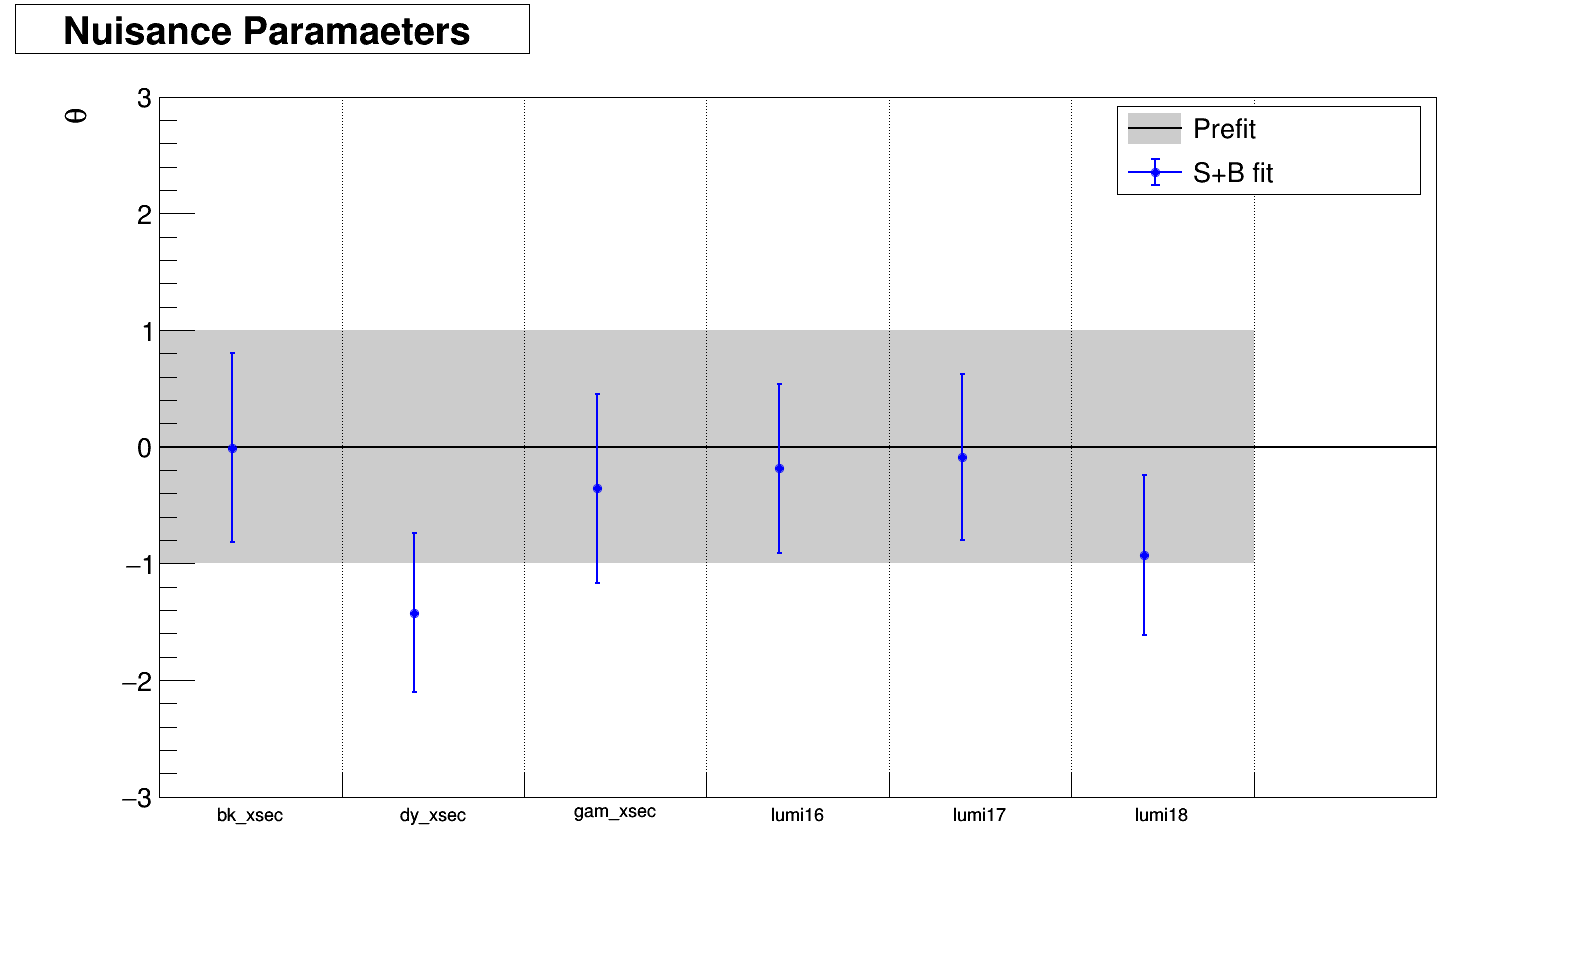 Nuisance Paramaeters
θ
3
2
1
0
−1
−2
−3
Prefit
S+B fit
bk_xsec dy_xsec gam_xsec lumi16 lumi17 lumi18